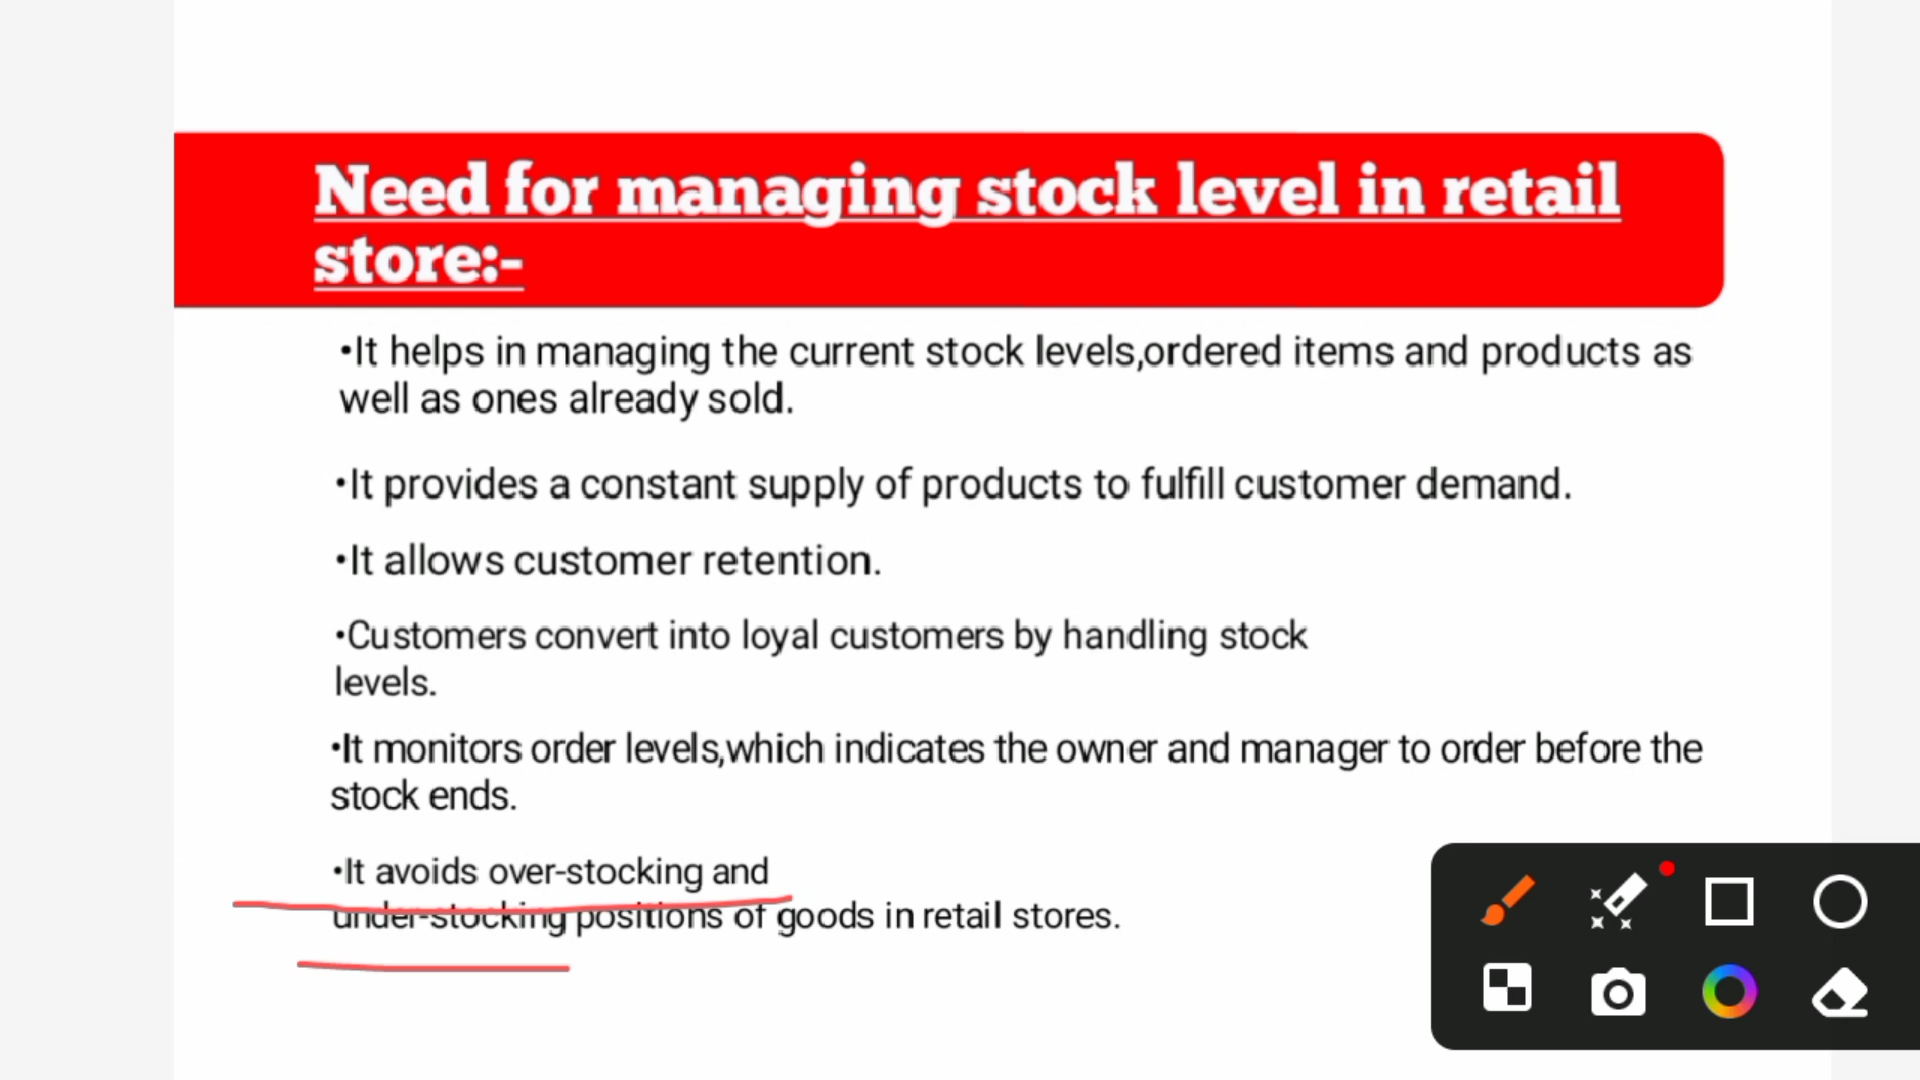 Need for managing stock level in retail
store:-
•It helps in managing the current stock levels,ordered items and products as
well as ones already sold.
•It provides a constant supply of products to fulfill customer demand.
•It allows customer retention.
•Customers convert into loyal customers by handling stock
levels.
•It monitors order levels,which indicates the owner and manager to order before the
stock ends.
•It avoids over-stocking and
under-stocking positions of goods in retail stores.